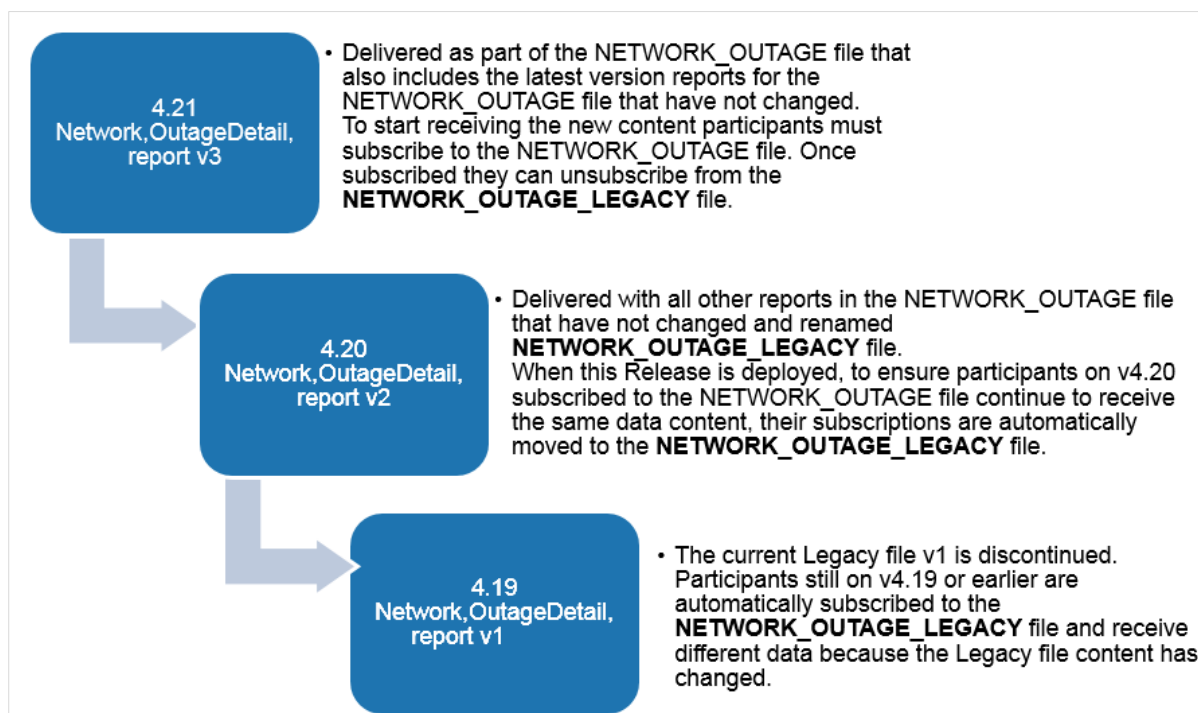 4.21
Network,OutageDetail,
report v3
• Delivered as part of the NETWORK_OUTAGE file that
also includes the latest version reports for the
NETWORK_OUTAGE file that have not changed.
To start receiving the new content participants must
subscribe to the NETWORK_OUTAGE file. Once
subscribed they can unsubscribe from the
NETWORK_OUTAGE_LEGACY file.
4.20
Network,OutageDetail,
report v2
• Delivered with all other reports in the NETWORK_OUTAGE file
that have not changed and renamed
NETWORK_OUTAGE_LEGACY file.
When this Release is deployed, to ensure participants on v4.20
subscribed to the NETWORK_OUTAGE file continue to receive
the same data content, their subscriptions are automatically
moved to the NETWORK_OUTAGE_LEGACY file.
4.19
Network,OutageDetail,
report v1
• The current Legacy file v1 is discontinued.
Participants still on v4.19 or earlier are
automatically subscribed to the
NETWORK_OUTAGE_LEGACY file and receive
different data because the Legacy file content has
changed.